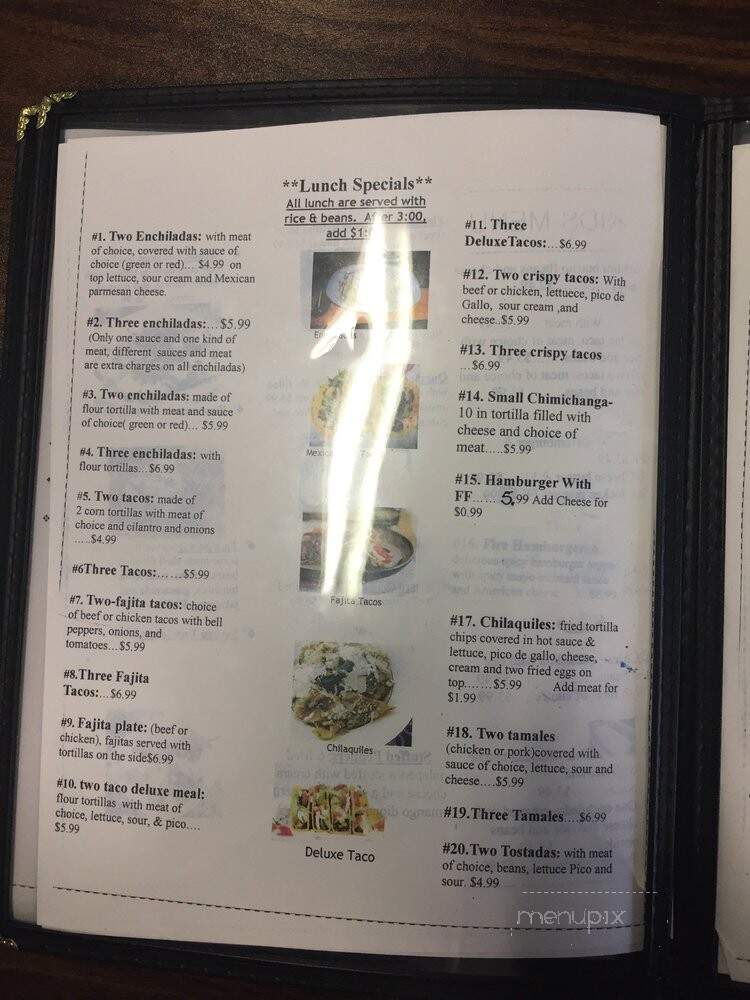 **Lunch Specials**
All lunch are served with
rice & beans. After 3:00,
add $1:
#1. Two Enchiladas: with meat
of choice, covered with sauce of
choice (green or red)... $4.99 on
top lettuce, sour cream and Mexican
parmesan cheese.
#2. Three enchiladas:... $5.99
(Only one sauce and one kind of
meat, different sauces and meat
are extra charges on all enchiladas)
#3. Two enchiladas: made of
flour tortilla with meat and sauce
of choice( green or red)... $5.99
#4. Three enchiladas: with
flour tortillas... $6.99
#5. Two tacos: made of
2 corn tortillas with meat of
choice and cilantro and onions
.....$4.99
#6Three Tacos:......$5.99
#7. Two-fajita tacos: choice
of beef or chicken tacos with bell
peppers, onions, and
tomatoes...$5.99
#8.Three Fajita
Tacos:...$6.99
#9. Fajita plate: (beef or
chicken), fajitas served with
tortillas on the side$6.99
#10. two taco deluxe meal:
flour tortillas with meat of
choice, lettuce, sour, & pico....
$5.99
Fajita Tacos
Chilaquiles
Deluxe Taco
#11. Three
DeluxeTacos:...$6.99
#12. Two crispy tacos: With
beef or chicken, lettuece, pico de
Gallo, sour cream ,and
cheese..$5.99
#13. Three crispy tacos
...$6.99
#14. Small Chimichanga-
10 in tortilla filled with
cheese and choice of
meat.....$5.99
#15. Hamburger With
FF...... 5.99 Add Cheese for
$0.99
#17. Chilaquiles: fried tortilla
chips covered in hot sauce &
lettuce, pico de gallo, cheese,
cream and two fried eggs on
top.......$5.99 Add meat for
$1.99
#18. Two tamales
(chicken or pork)covered with
sauce of choice, lettuce, sour and
cheese....$5.99
#19.Three Tamales....$6.99
#20.Two Tostadas: with meat
of choice, beans, lettuce Pico and
sour. $4.99
menupix